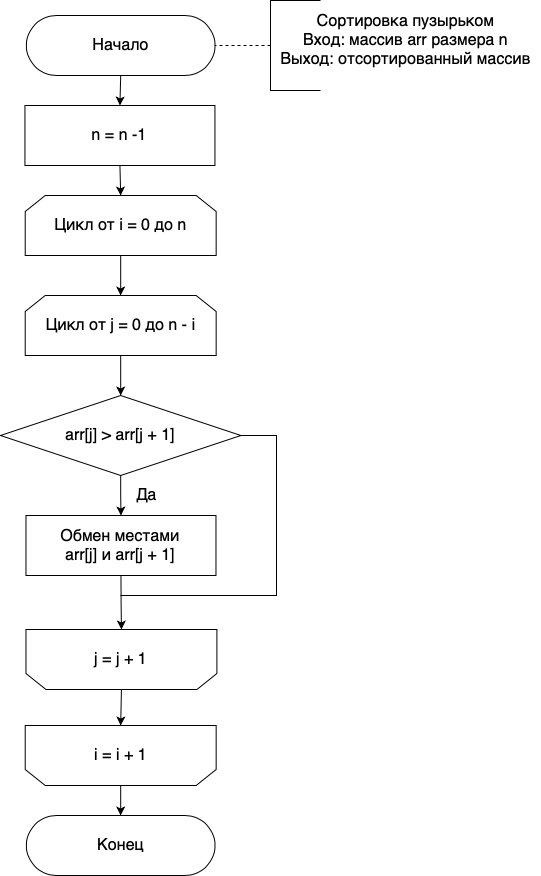 Начало
Сортировка пузырьком
Вход: массив arr размера n
Выход: отсортированный массив
n = n -1
Цикл от i = 0 до n
Цикл от j = 0 до n - i
arr[j] > arr[j + 1]
Да
Обмен местами
arr[j] и arr[j + 1]
j = j + 1
i = i + 1
Конец